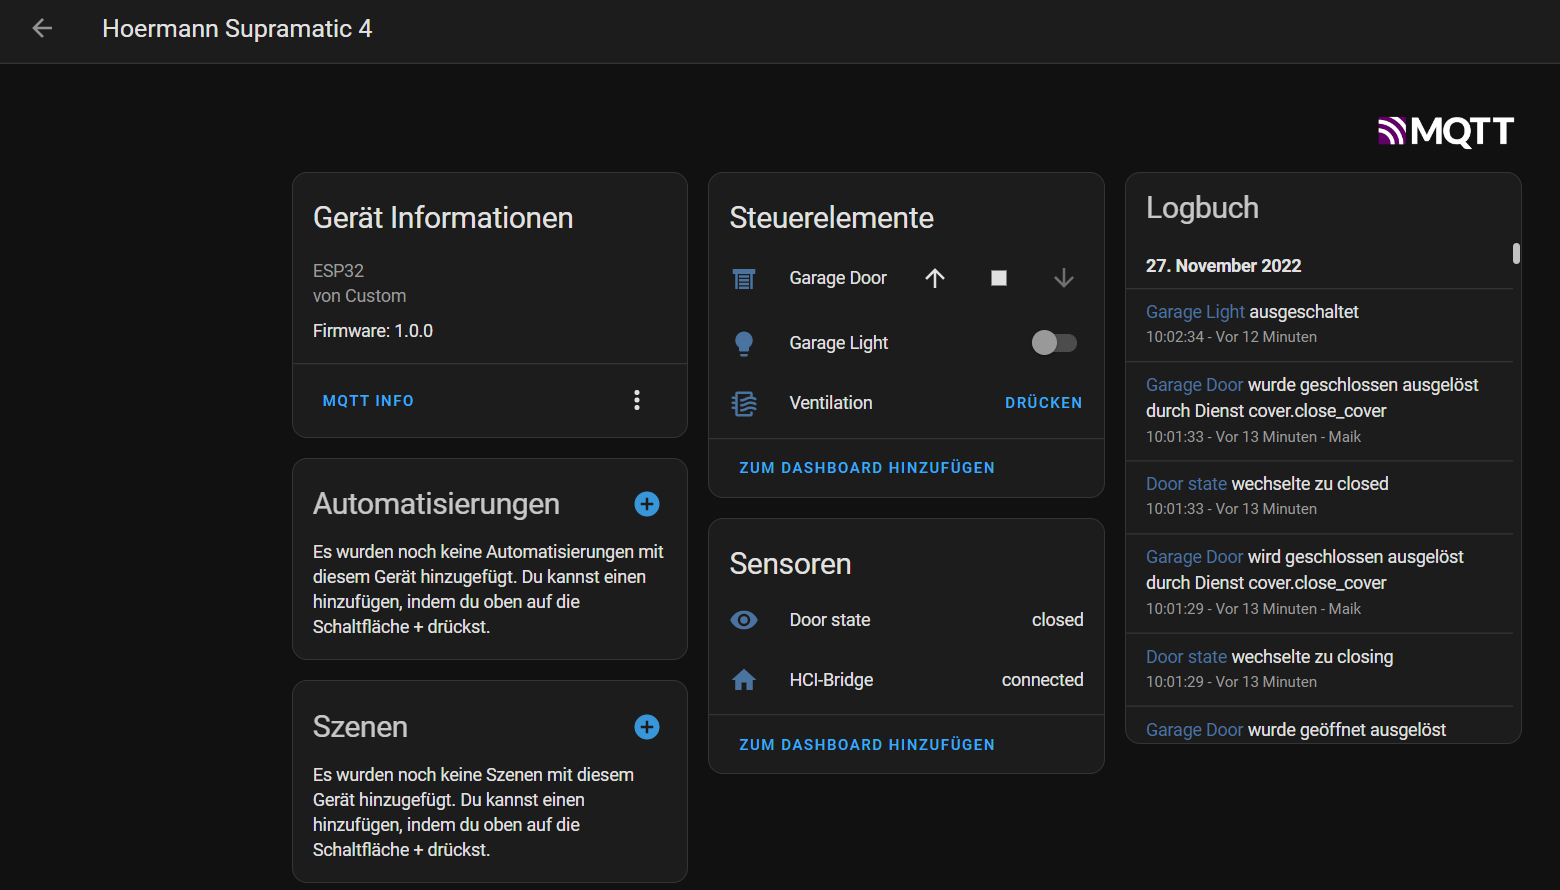 Hoermann Supramatic 4
MQTT
Gerät Informationen
ESP32
von Custom
Firmware: 1.0.0
MQTT INFO
Automatisierungen
Es wurden noch keine Automatisierungen mit
diesem Gerät hinzugefügt. Du kannst einen
hinzufügen, indem du oben auf die
Schaltfläche + drückst.
Szenen
Es wurden noch keine Szenen mit diesem
Gerät hinzugefügt. Du kannst einen
hinzufügen, indem du oben auf die
Schaltfläche + drückst.
Steuerelemente
Garage Door
Garage Light
Ventilation DRÜCKEN
ZUM DASHBOARD HINZUFÜGEN
Sensoren
Door state closed
HCI-Bridge connected
ZUM DASHBOARD HINZUFÜGEN
Logbuch
27. November 2022
Garage Light ausgeschaltet
10:02:34 - Vor 12 Minuten
Garage Door wurde geschlossen ausgelöst
durch Dienst cover.close_cover
10:01:33 - Vor 13 Minuten - Maik
Door state wechselte zu closed
10:01:33 - Vor 13 Minuten
Garage Door wird geschlossen ausgelöst
durch Dienst cover.close_cover
10:01:29 - Vor 13 Minuten - Maik
Door state wechselte zu closing
10:01:29 - Vor 13 Minuten
Garage Door wurde geöffnet ausgelöst